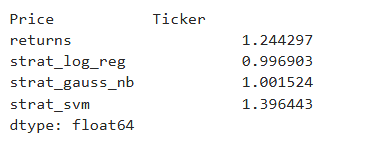 Price Ticker
returns 1.244297
strat_log_reg 0.996903
strat_gauss_nb 1.001524
strat_svm 1.396443
dtype: float64